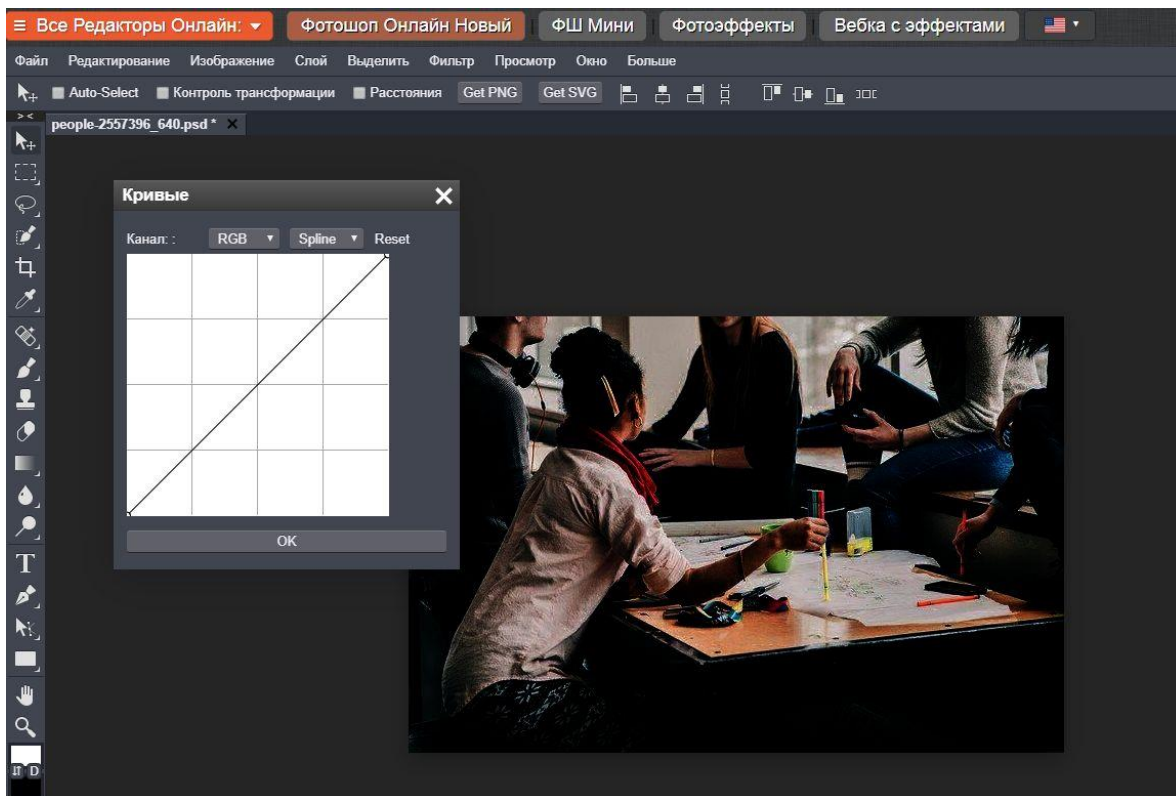 Все Редакторы Онлайн: Фотошоп Онлайн Новый ФШ Мини Фотоэффекты Вебка с эффектами
Файл Редактирование Изображение Слой Выделить Фильтр Просмотр Окно Больше
Auto-Select Контроль трансформации Расстояния Get PNG Get SVG
people-2557396_640.psd *
Кривые
Канал: : RGB Spline Reset
OK
T
D